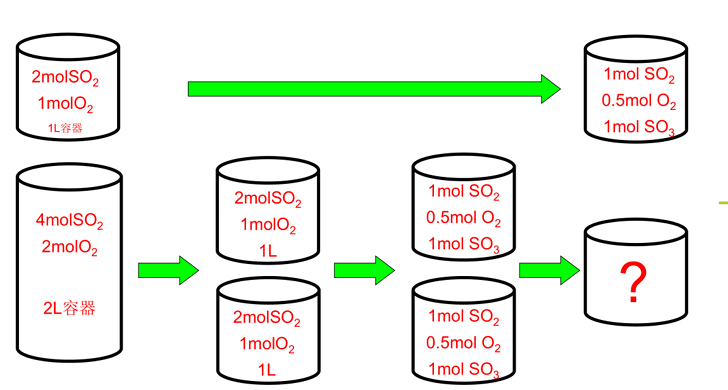 2molSO₂
1molO₂
1L容器
1mol SO₂
0.5mol O₂
1mol SO₃
4molSO₂
2molO₂
2L容器
2molSO₂
1molO₂
1L
2molSO₂
1molO₂
1L
1mol SO₂
0.5mol O₂
1mol SO₃
1mol SO₂
0.5mol O₂
1mol SO₃
?